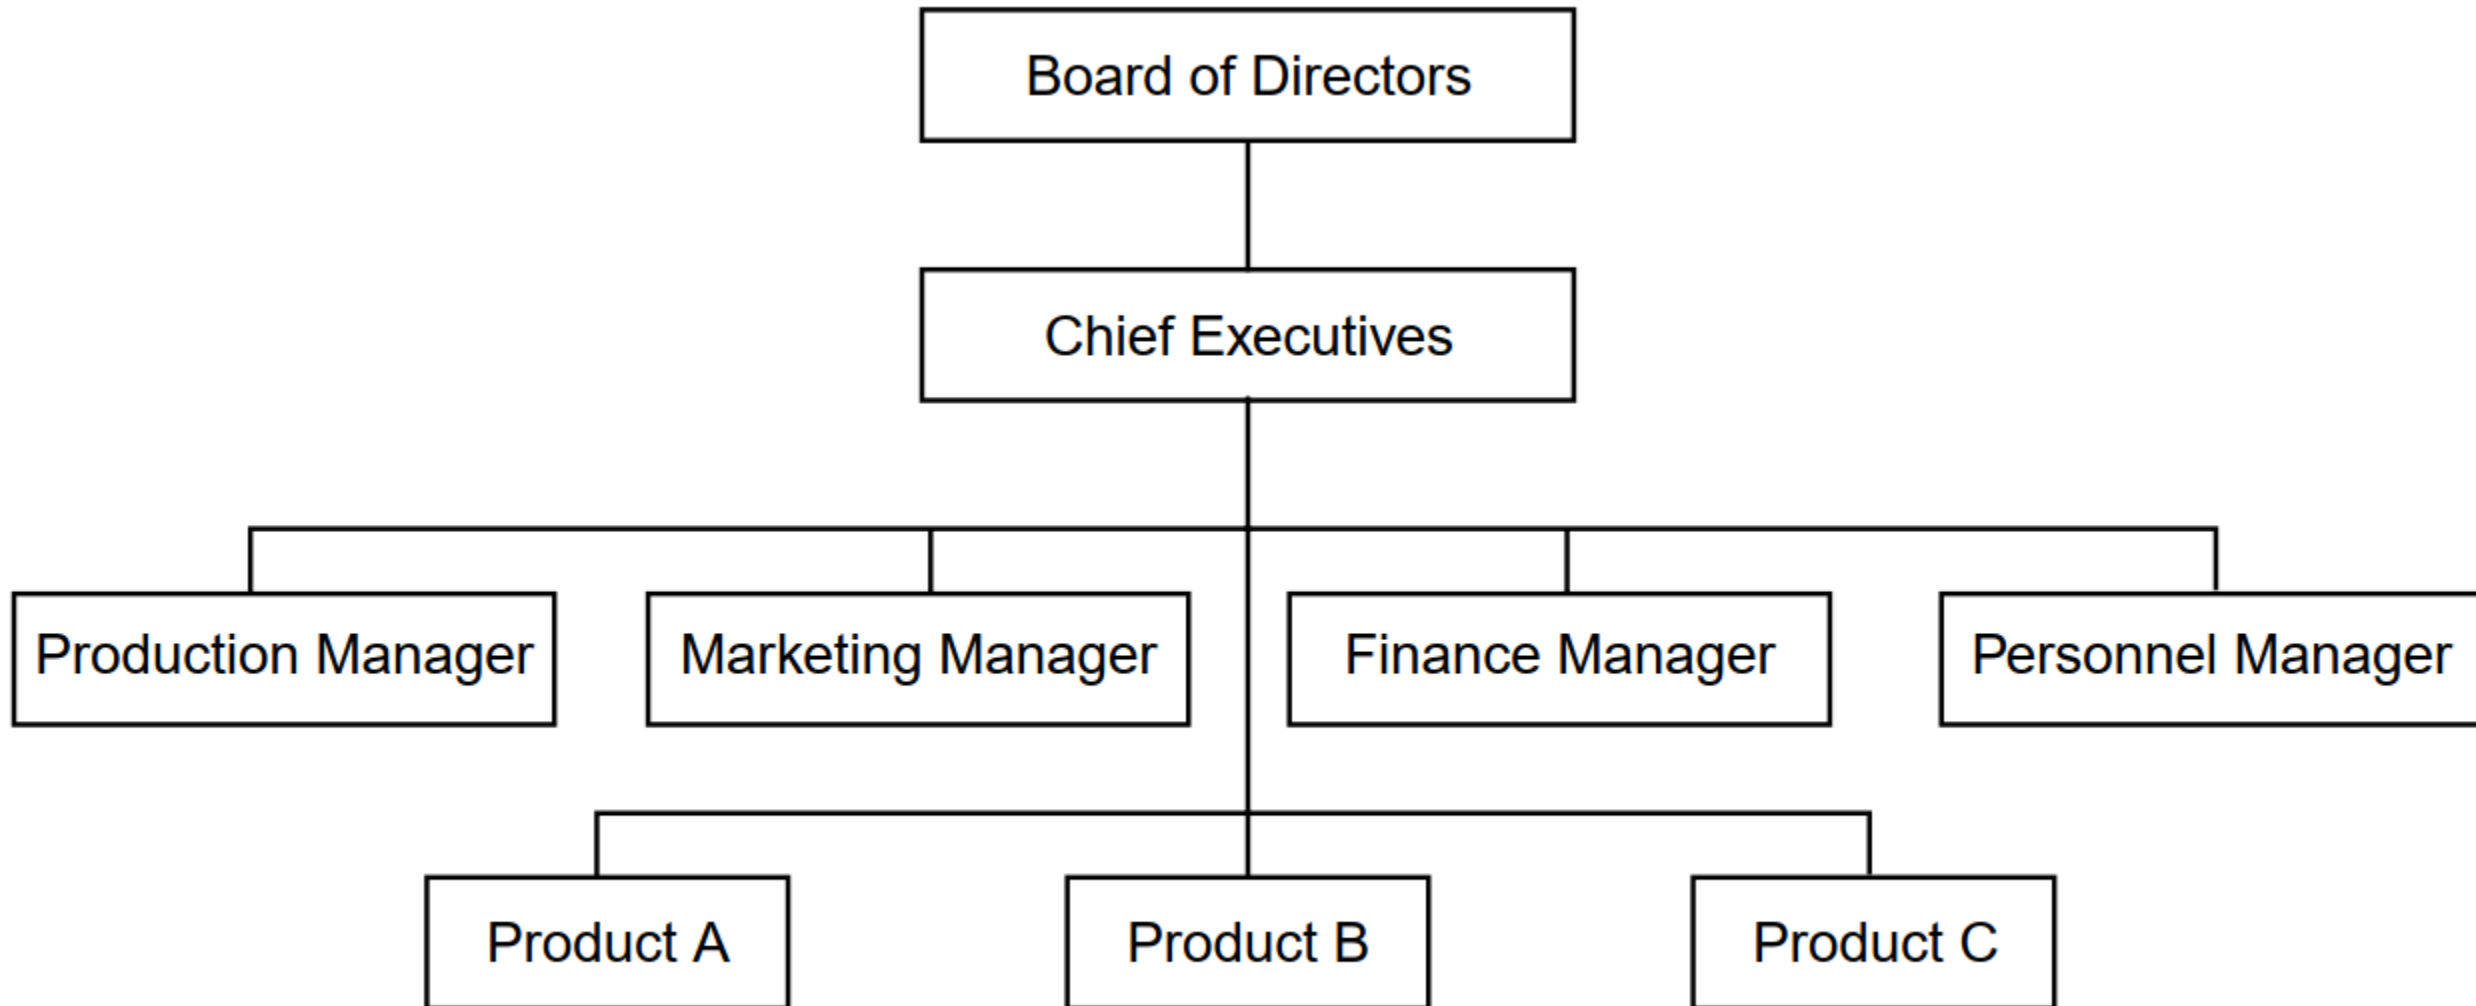 Board of Directors
Chief Executives
Production Manager
Marketing Manager
Finance Manager
Personnel Manager
Product A
Product B
Product C